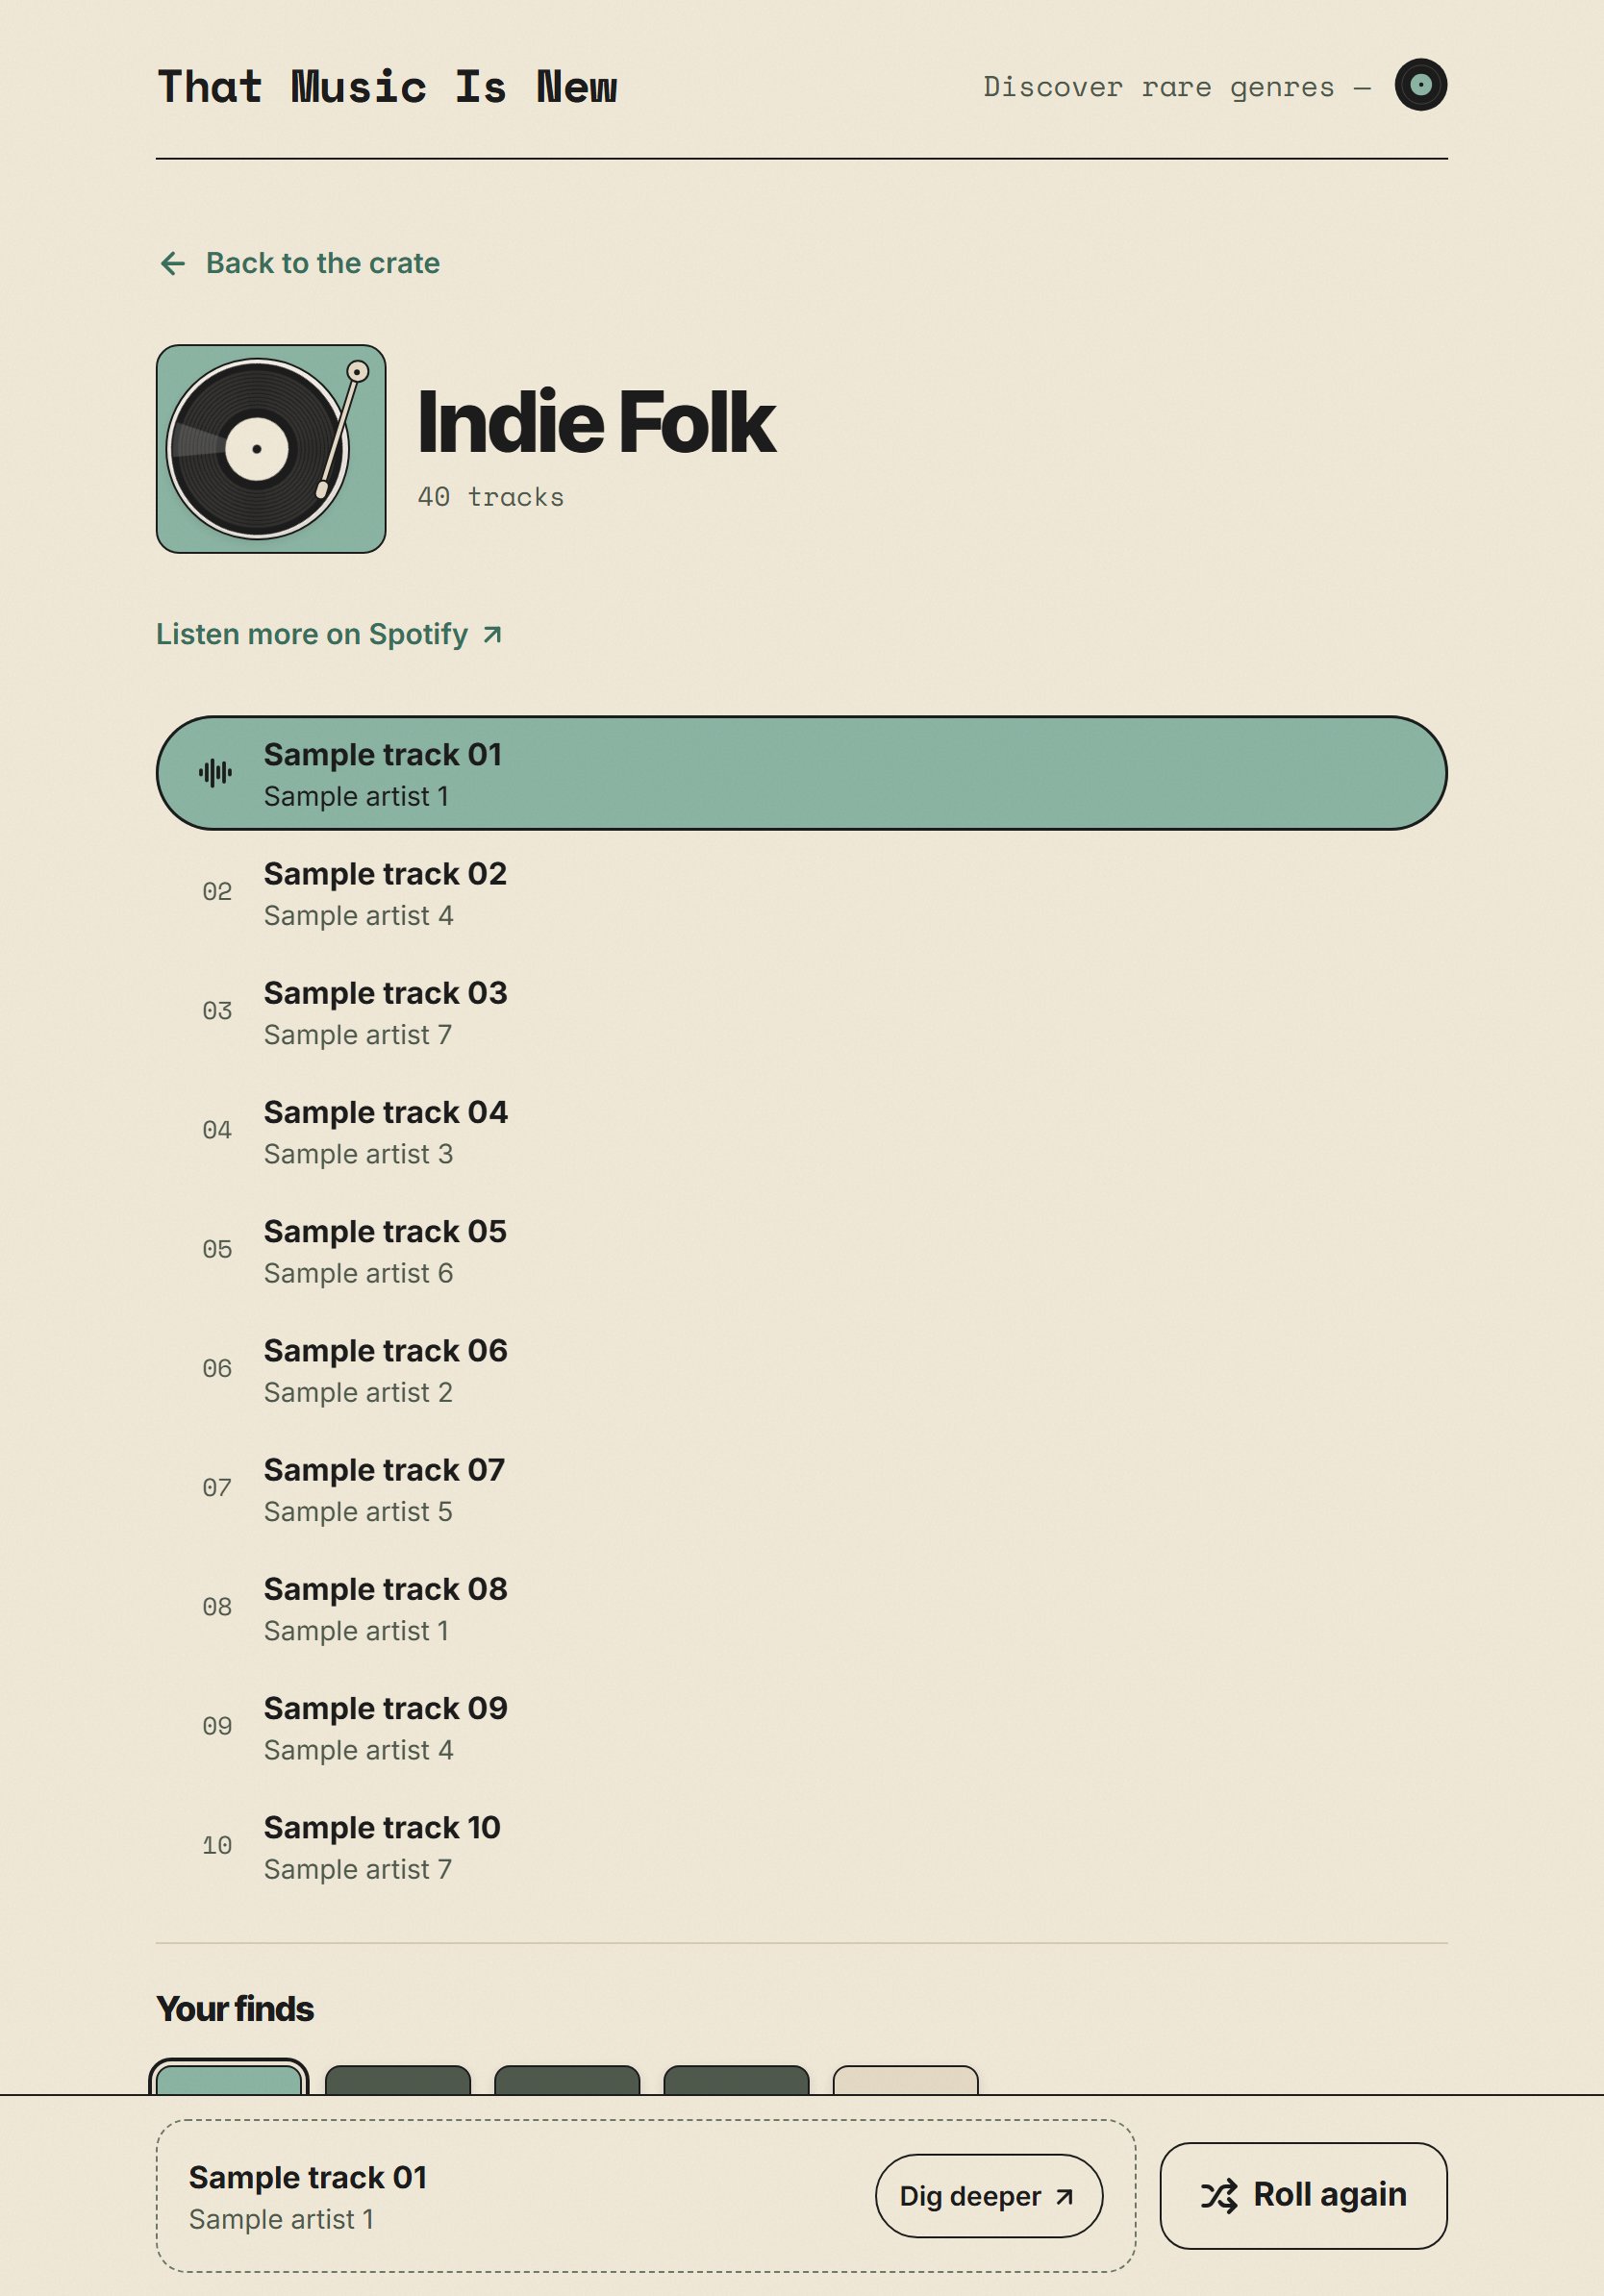 That Music Is New
Discover rare genres —
Back to the crate
Indie Folk
40 tracks
Listen more on Spotify
Sample track 01
Sample artist 1
02
Sample track 02
Sample artist 4
03
Sample track 03
Sample artist 7
04
Sample track 04
Sample artist 3
05
Sample track 05
Sample artist 6
06
Sample track 06
Sample artist 2
07
Sample track 07
Sample artist 5
08
Sample track 08
Sample artist 1
09
Sample track 09
Sample artist 4
10
Sample track 10
Sample artist 7
Your finds
Sample track 01
Sample artist 1
Dig deeper
Roll again